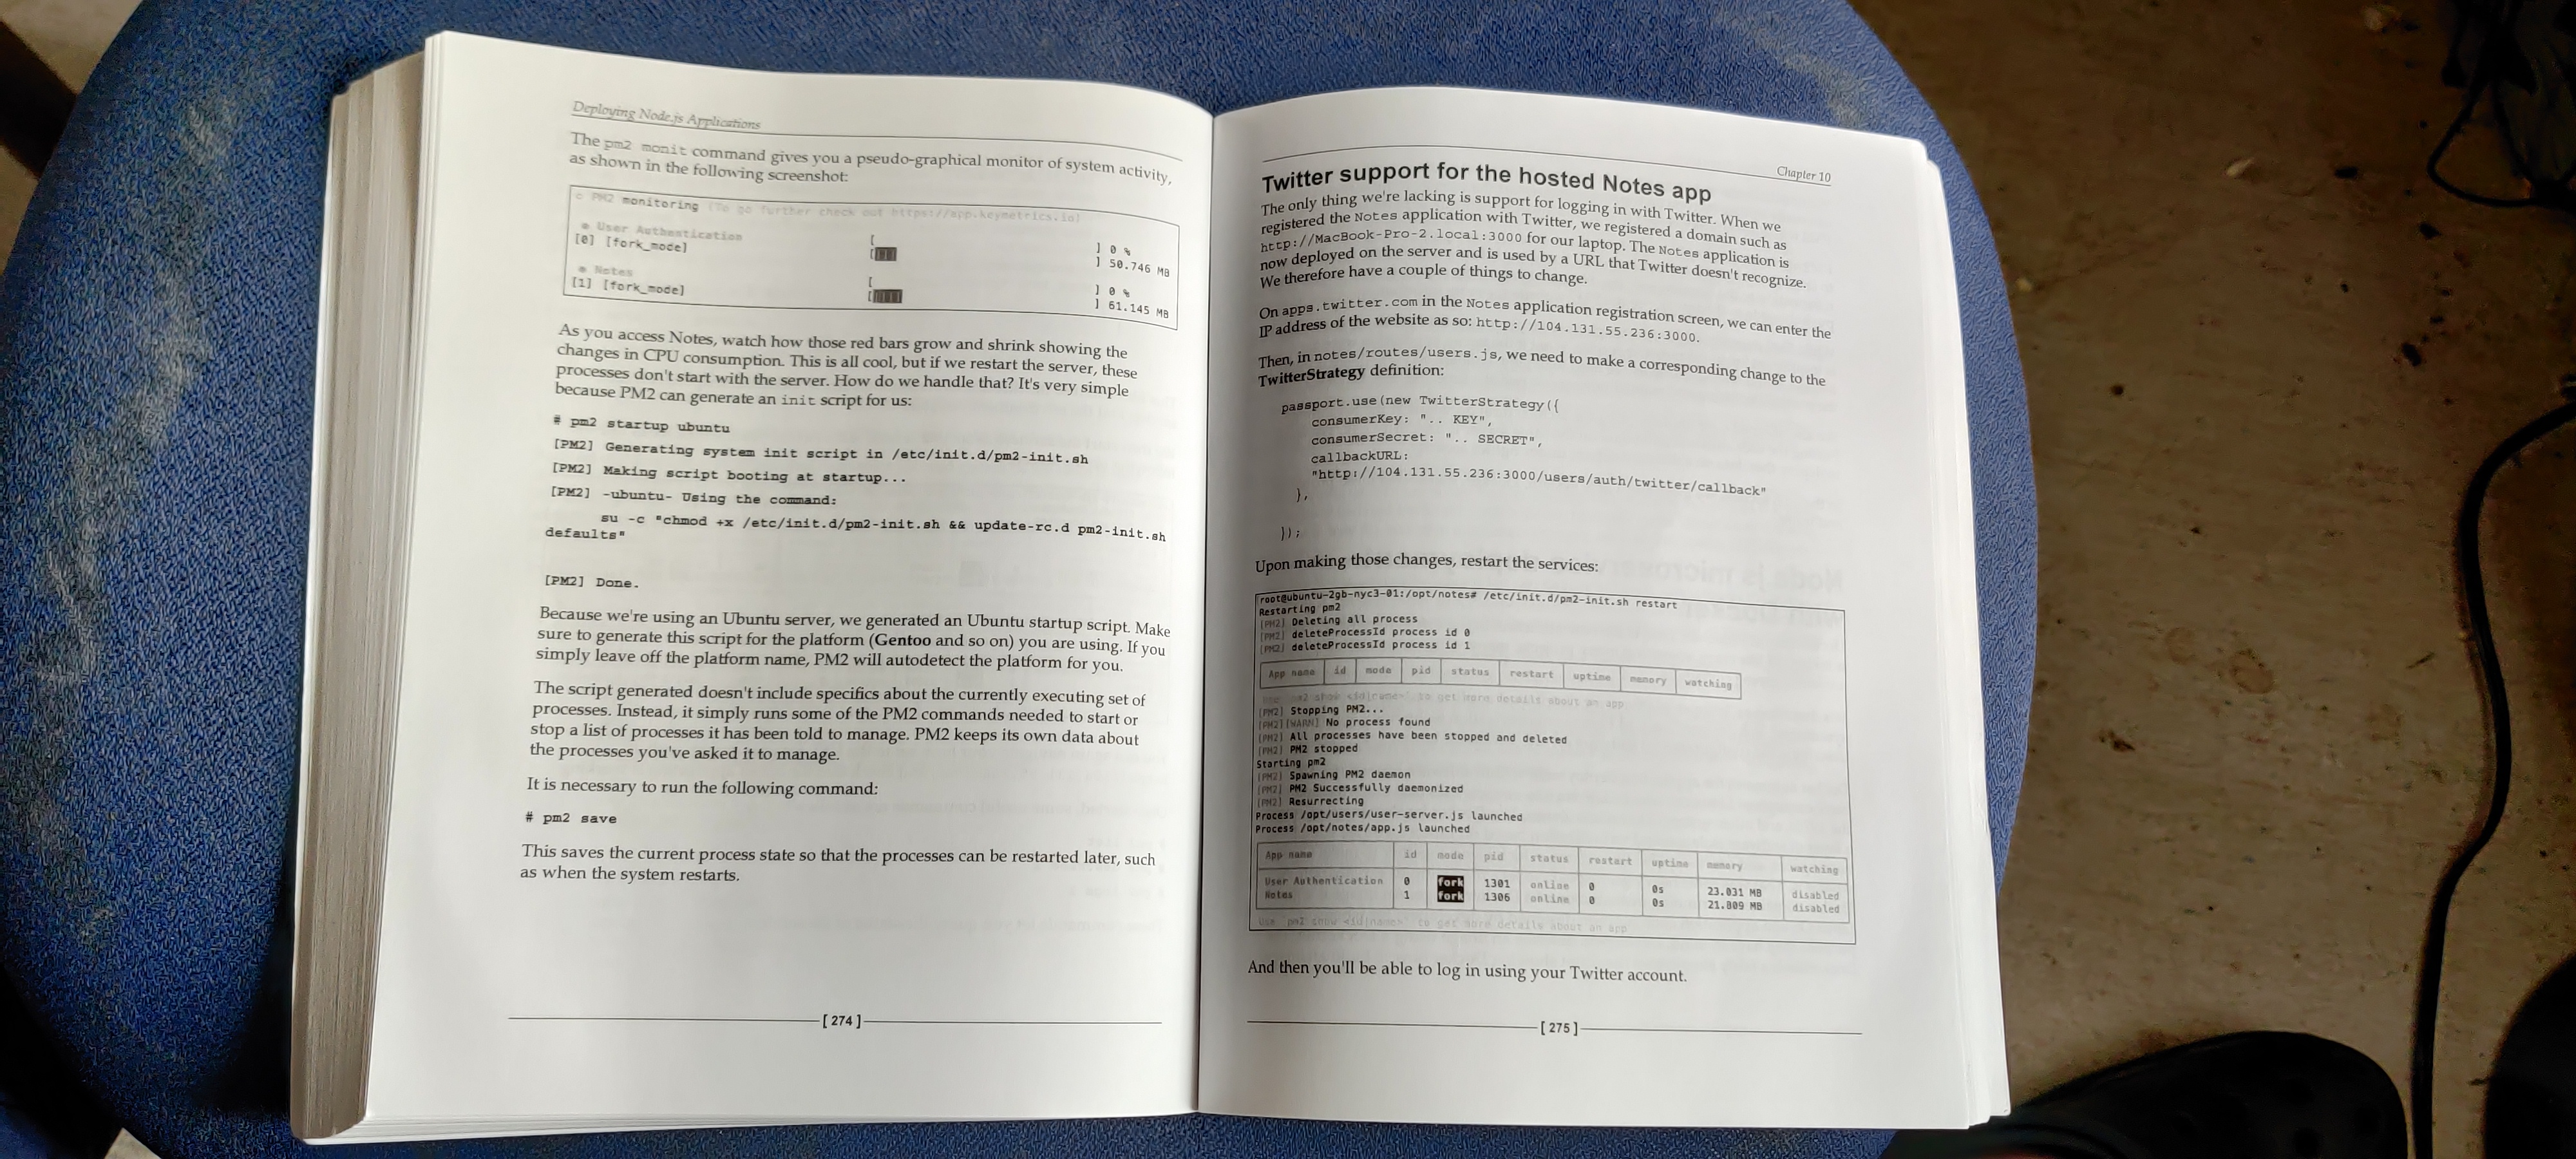 Deploying Node.js Applications
The pm2 monit command gives you a pseudo-graphical monitor of system activity,
as shown in the following screenshot:
PM2 monitoring (To go further check out https://app.keymetrics.io)
● User Authentication [ ] 0 %
[0] [fork_mode] [||||| ] 50.746 MB
● Notes [ ] 0 %
[1] [fork_mode] [|||||| ] 61.145 MB
As you access Notes, watch how those red bars grow and shrink showing the
changes in CPU consumption. This is all cool, but if we restart the server, these
processes don't start with the server. How do we handle that? It's very simple
because PM2 can generate an init script for us:
# pm2 startup ubuntu
[PM2] Generating system init script in /etc/init.d/pm2-init.sh
[PM2] Making script booting at startup...
[PM2] -ubuntu- Using the command:
su -c "chmod +x /etc/init.d/pm2-init.sh && update-rc.d pm2-init.sh
defaults"
[PM2] Done.
Because we're using an Ubuntu server, we generated an Ubuntu startup script. Make
sure to generate this script for the platform (Gentoo and so on) you are using. If you
simply leave off the platform name, PM2 will autodetect the platform for you.
The script generated doesn't include specifics about the currently executing set of
processes. Instead, it simply runs some of the PM2 commands needed to start or
stop a list of processes it has been told to manage. PM2 keeps its own data about
the processes you've asked it to manage.
It is necessary to run the following command:
# pm2 save
This saves the current process state so that the processes can be restarted later, such
as when the system restarts.
[ 274 ]
Chapter 10
Twitter support for the hosted Notes app
The only thing we're lacking is support for logging in with Twitter. When we
registered the Notes application with Twitter, we registered a domain such as
http://MacBook-Pro-2.local:3000 for our laptop. The Notes application is
now deployed on the server and is used by a URL that Twitter doesn't recognize.
We therefore have a couple of things to change.
On apps.twitter.com in the Notes application registration screen, we can enter the
IP address of the website as so: http://104.131.55.236:3000.
Then, in notes/routes/users.js, we need to make a corresponding change to the
TwitterStrategy definition:
passport.use(new TwitterStrategy({
consumerKey: ".. KEY",
consumerSecret: ".. SECRET",
callbackURL:
"http://104.131.55.236:3000/users/auth/twitter/callback"
},
));
Upon making those changes, restart the services:
root@ubuntu-2gb-nyc3-01:/opt/notes# /etc/init.d/pm2-init.sh restart
Restarting pm2
[PM2] Deleting all process
[PM2] deleteProcessId process id 0
[PM2] deleteProcessId process id 1
App name id mode pid status restart uptime memory watching
to get more details about an app
[PM2] Stopping PM2...
[PM2][WARN] No process found
[PM2] All processes have been stopped and deleted
[PM2] PM2 stopped
Starting pm2
[PM2] Spawning PM2 daemon
[PM2] PM2 Successfully daemonized
[PM2] Resurrecting
Process /opt/users/user-server.js launched
Process /opt/notes/app.js launched
App name id mode pid status restart uptime memory watching
User Authentication 0 fork 1301 online 0 0s 23.031 MB disabled
Notes 1 fork 1306 online 0 0s 21.809 MB disabled
to get more details about an app
And then you'll be able to log in using your Twitter account.
[ 275 ]